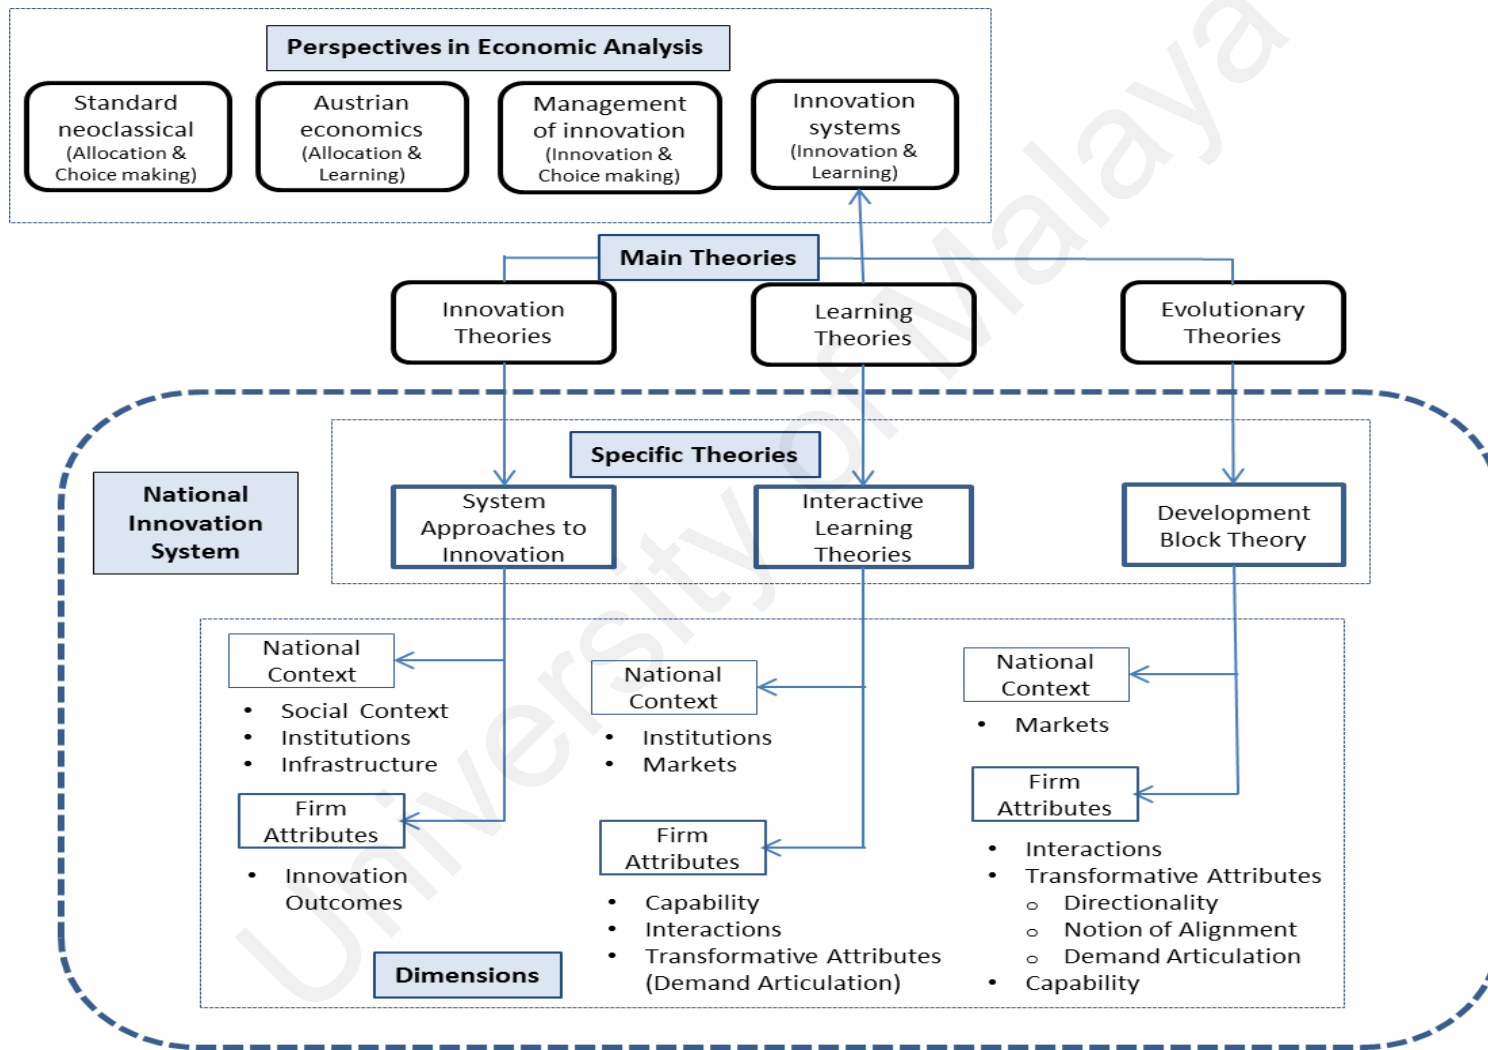 Perspectives in Economic Analysis
Standard
neoclassical
(Allocation &
Choice making)
Austrian
economics
(Allocation &
Learning)
Management
of innovation
(Innovation &
Choice making)
Innovation
systems
(Innovation &
Learning)
Main Theories
Innovation
Theories
Learning
Theories
Evolutionary
Theories
National
Innovation
System
Specific Theories
System
Approaches to
Innovation
Interactive
Learning
Theories
Development
Block Theory
National
Context
• Social Context
• Institutions
• Infrastructure
Firm
Attributes
• Innovation
Outcomes
National
Context
• Institutions
• Markets
Firm
Attributes
• Capability
• Interactions
• Transformative Attributes
(Demand Articulation)
National
Context
• Markets
Firm
Attributes
• Interactions
• Transformative Attributes
o Directionality
o Notion of Alignment
o Demand Articulation
• Capability
Dimensions
University of Malaya